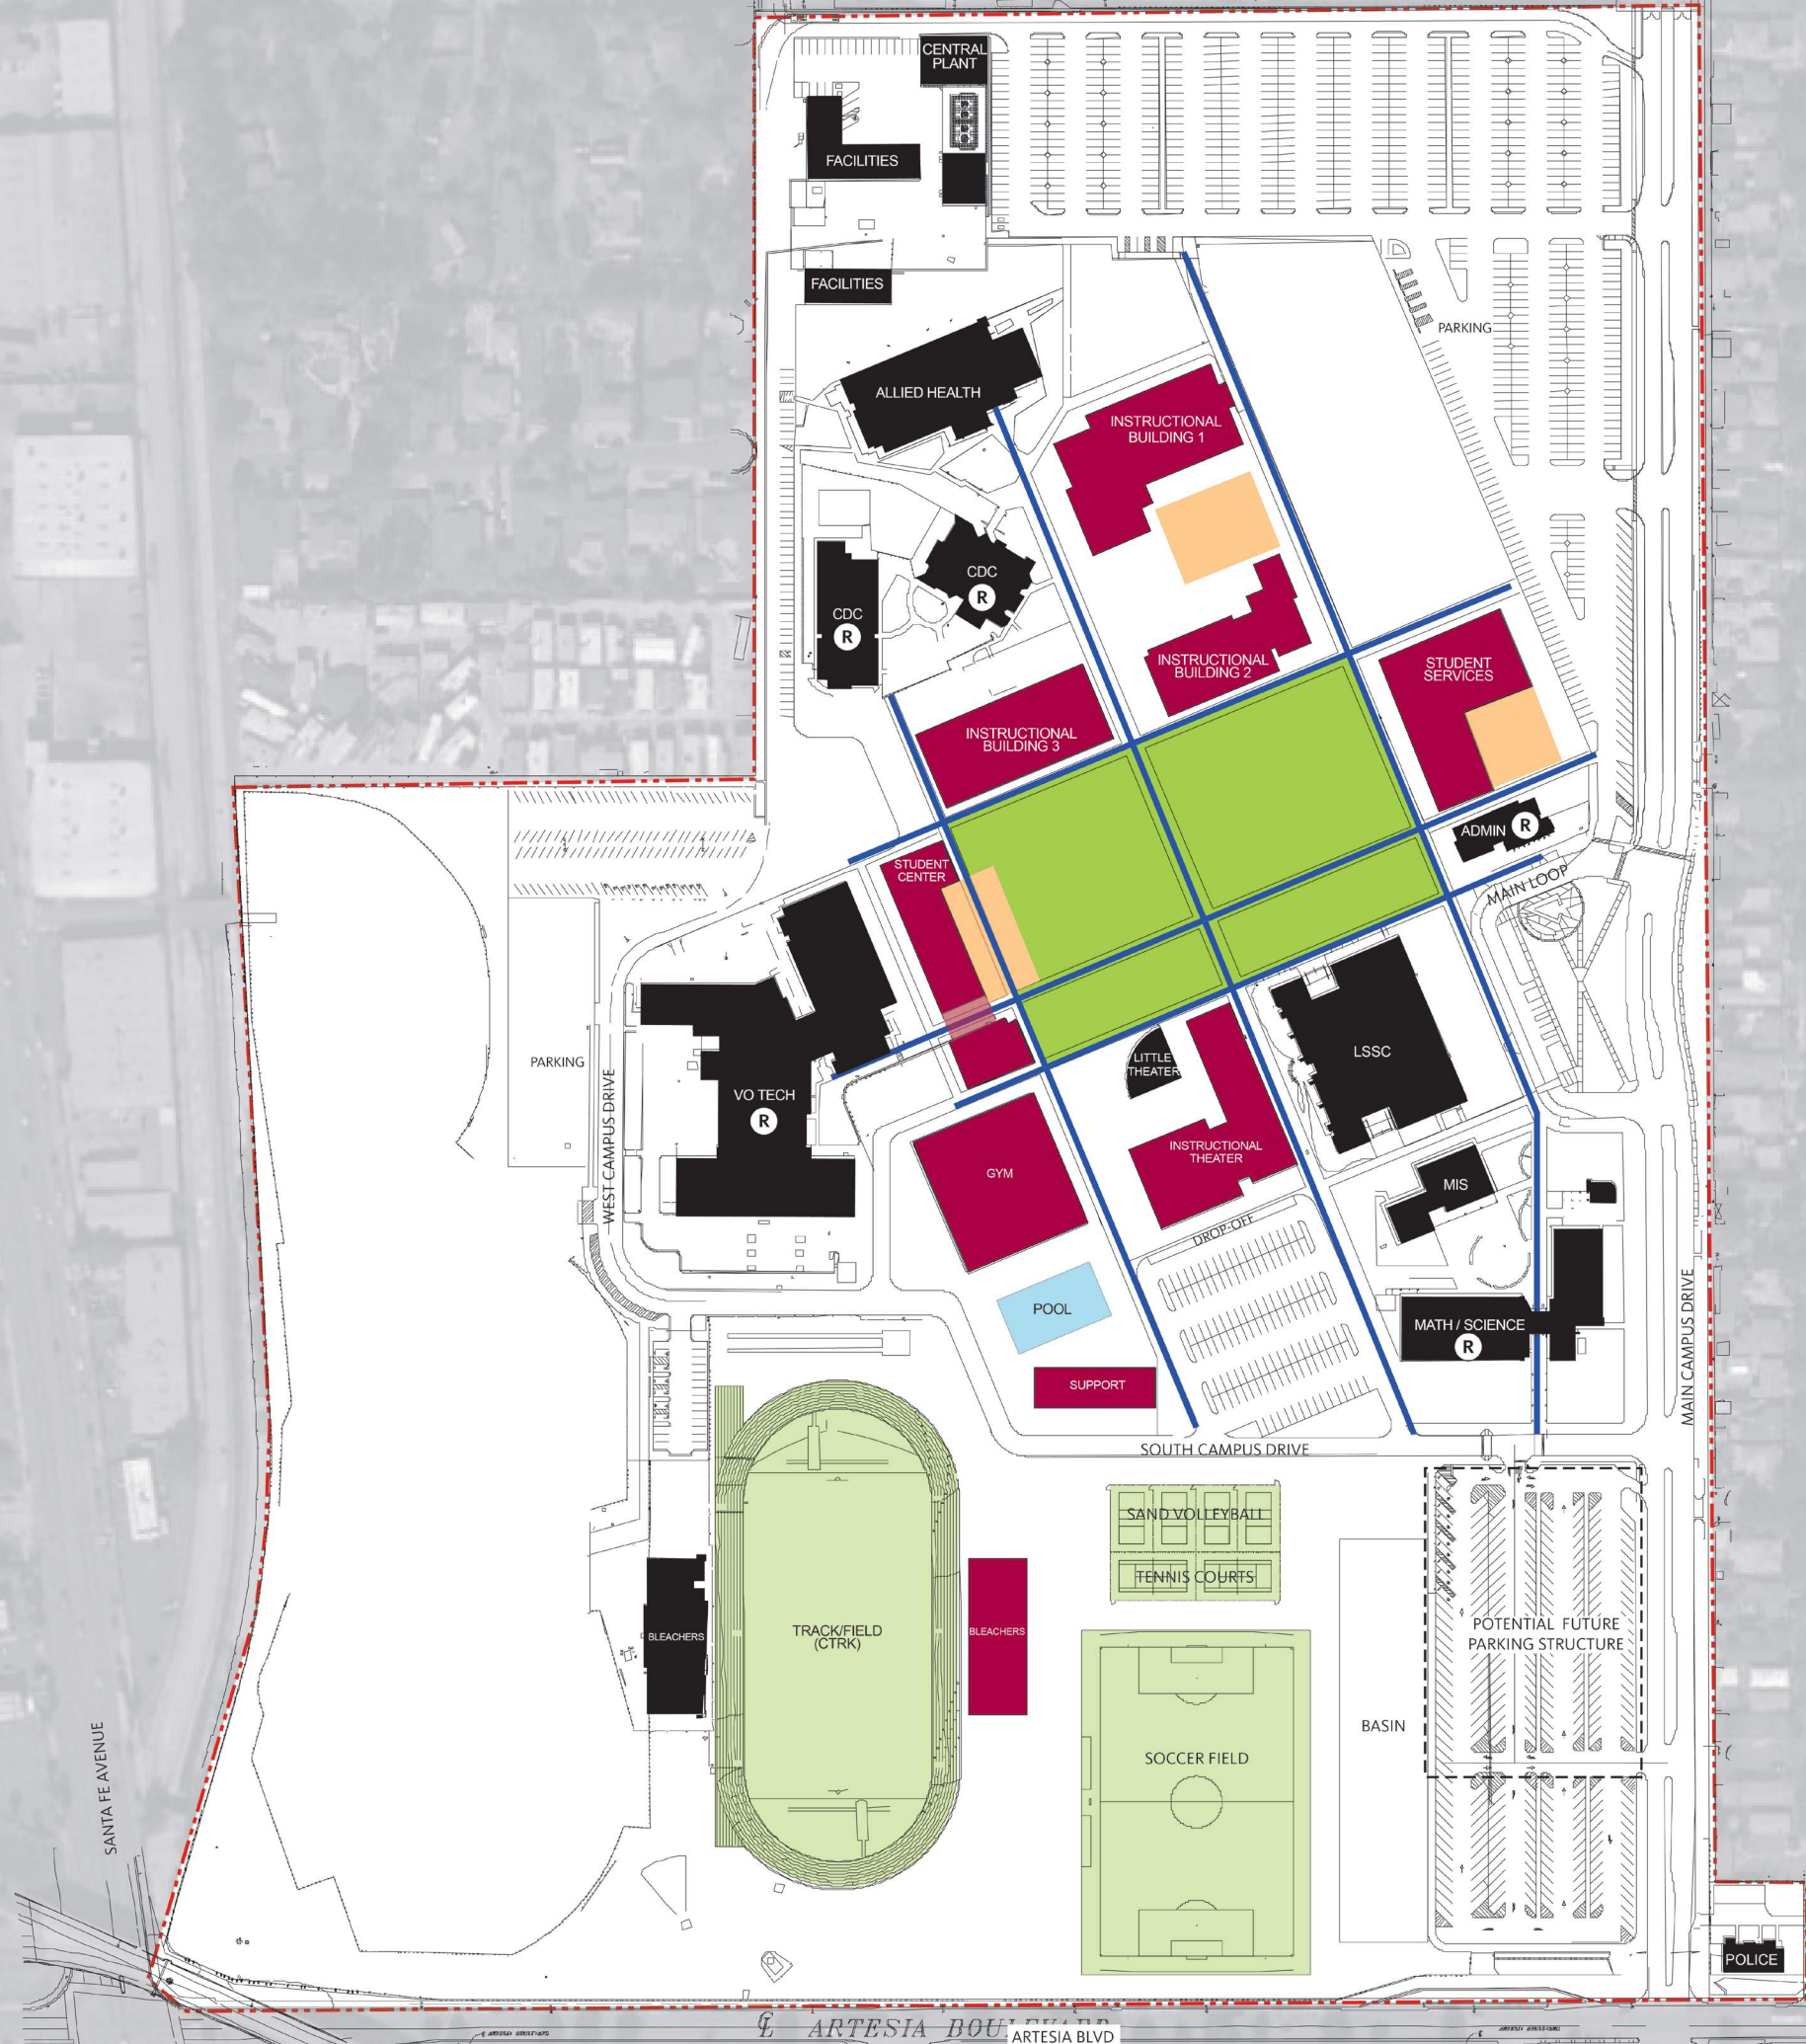 CENTRAL
PLANT
FACILITIES
FACILITIES
PARKING
ALLIED HEALTH
INSTRUCTIONAL
BUILDING 1
CDC
R
CDC
R
INSTRUCTIONAL
BUILDING 2
STUDENT
SERVICES
INSTRUCTIONAL
BUILDING 3
ADMIN R
STUDENT
CENTER
MAIN LOOP
PARKING
WEST CAMPUS DRIVE
VO TECH
R
LITTLE
THEATER
LSSC
INSTRUCTIONAL
THEATER
GYM
MIS
DROP-OFF
POOL
MATH / SCIENCE
R
MAIN CAMPUS DRIVE
SUPPORT
SOUTH CAMPUS DRIVE
SAND VOLLEYBALL
TENNIS COURTS
BLEACHERS
TRACK/FIELD
(CTRK)
BLEACHERS
POTENTIAL FUTURE
PARKING STRUCTURE
BASIN
SOCCER FIELD
SANTA FE AVENUE
POLICE
℄ ARTESIA BOULEVARD
ARTESIA BLVD
℄ ARTESIA BOULEVARD